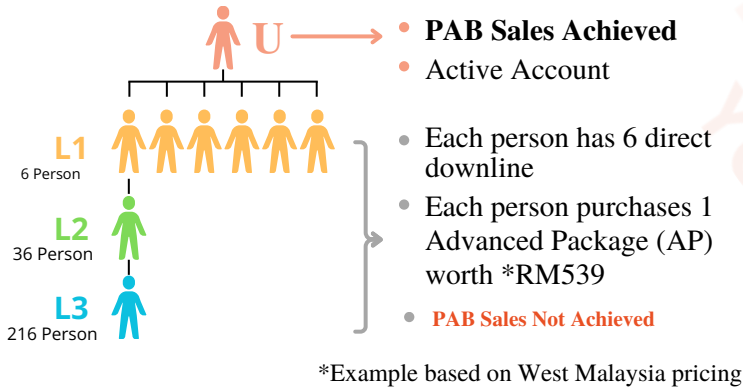 U
PAB Sales Achieved
Active Account
L1
6 Person
Each person has 6 direct
downline
L2
36 Person
Each person purchases 1
Advanced Package (AP)
worth *RM539
L3
216 Person
PAB Sales Not Achieved
*Example based on West Malaysia pricing